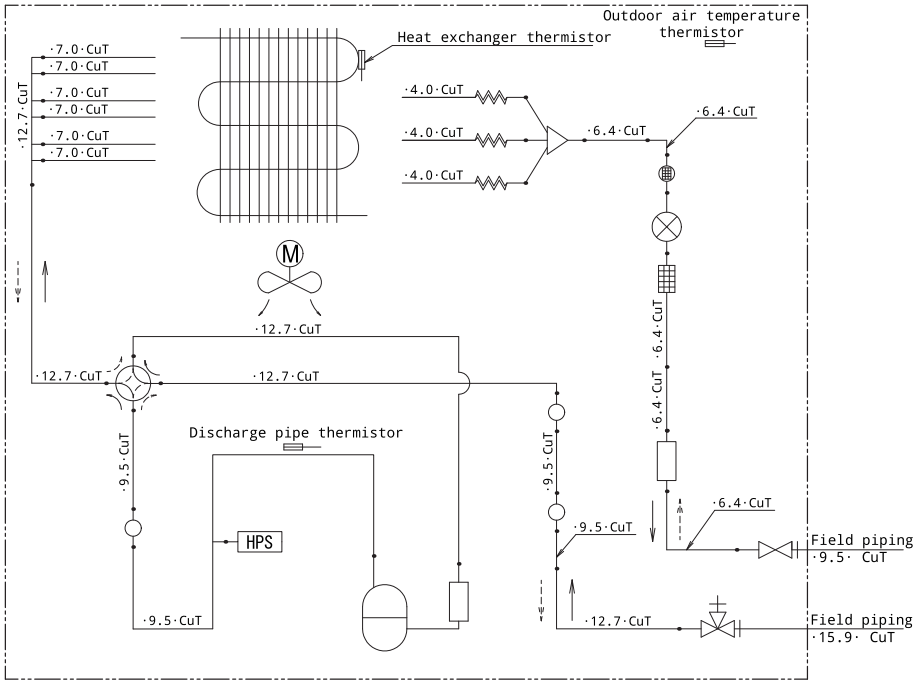 Outdoor air temperature
thermistor
Heat exchanger thermistor
·7.0·CuT
·7.0·CuT
·7.0·CuT
·7.0·CuT
·7.0·CuT
·7.0·CuT
·12.7·CuT
·4.0·CuT
·4.0·CuT
·4.0·CuT
·6.4·CuT
·6.4·CuT
M
·6.4·CuT
·12.7·CuT
·12.7·CuT
·12.7·CuT
·6.4·CuT
Discharge pipe thermistor
·9.5·CuT
·9.5·CuT
·6.4·CuT
·9.5·CuT
HPS
Field piping
·9.5· CuT
·9.5·CuT
·12.7·CuT
Field piping
·15.9· CuT